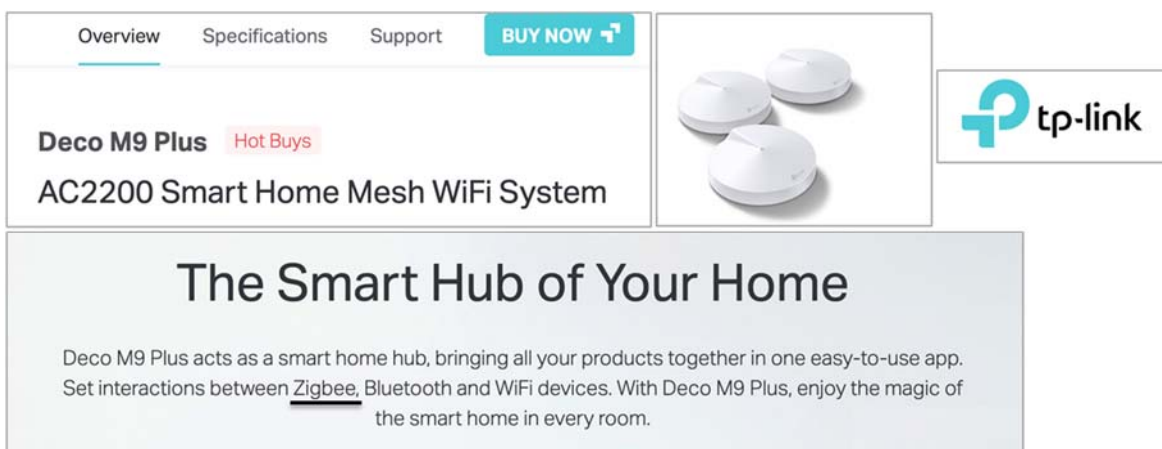 Overview Specifications Support BUY NOW
Deco M9 Plus Hot Buys
AC2200 Smart Home Mesh WiFi System
tp-link
The Smart Hub of Your Home
Deco M9 Plus acts as a smart home hub, bringing all your products together in one easy-to-use app.
Set interactions between Zigbee, Bluetooth and WiFi devices. With Deco M9 Plus, enjoy the magic of
the smart home in every room.